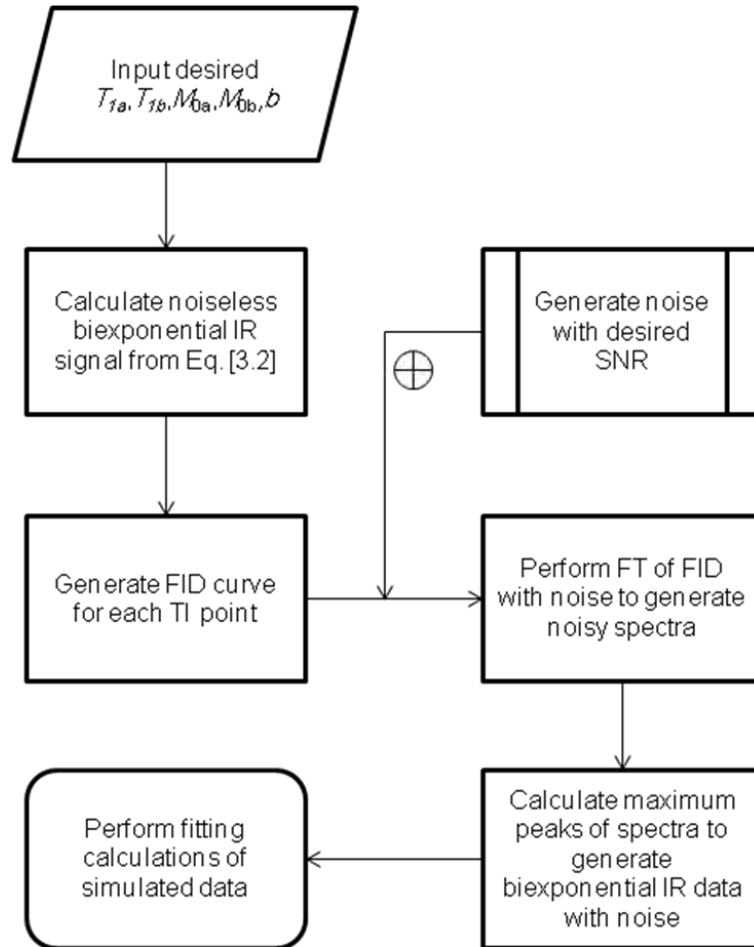 Input desired
T1a, T1b, M0a, M0b, b
Calculate noiseless
biexponential IR
signal from Eq. [3.2]
Generate noise
with desired
SNR
Generate FID curve
for each TI point
Perform FT of FID
with noise to generate
noisy spectra
Calculate maximum
peaks of spectra to
generate
biexponential IR data
with noise
Perform fitting
calculations of
simulated data